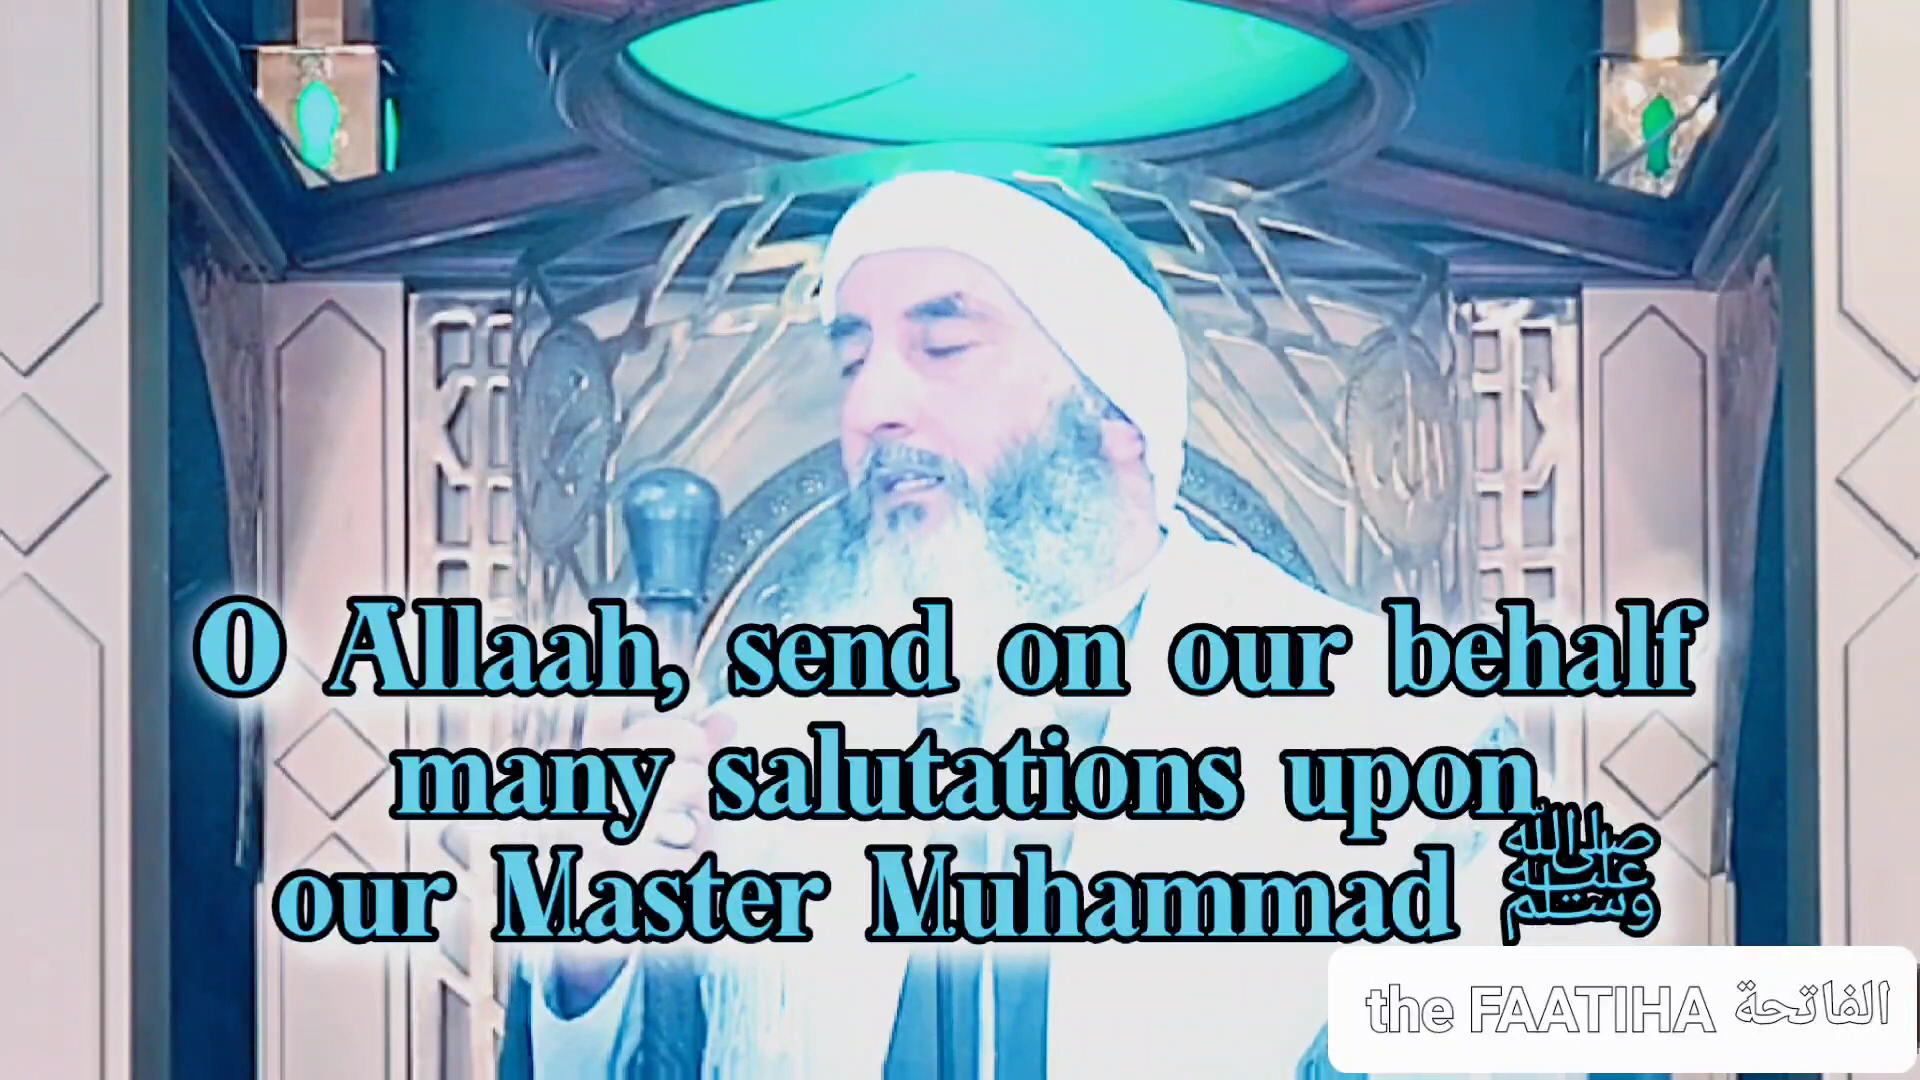 O Allaah, send on our behalf
many salutations upon
our Master Muhammad ﷺ
the FAATIHA الفاتحة